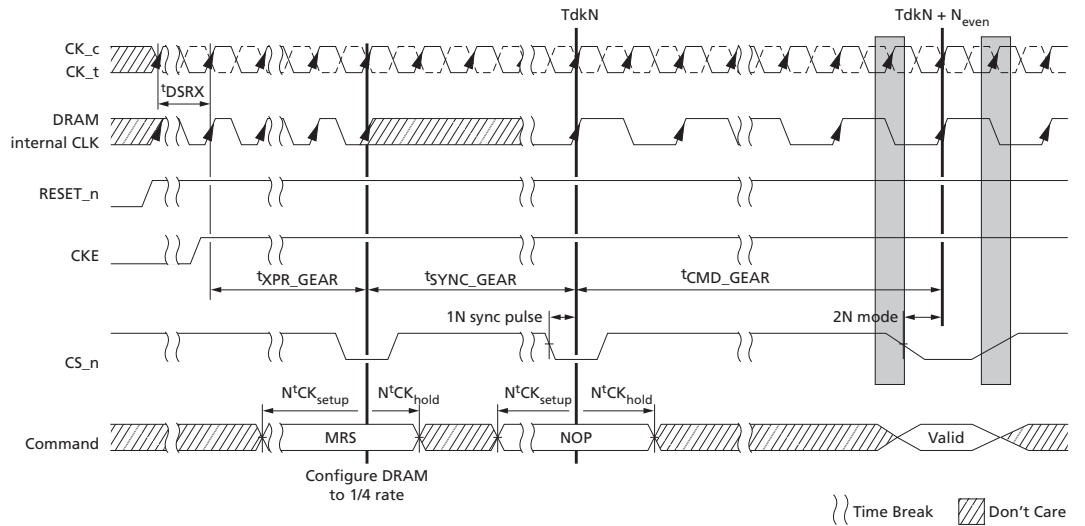 TdkN
TdkN + Neven
CK_c
CK_t
tDSRX
DRAM
internal CLK
RESET_n
CKE
tXPR_GEAR
tSYNC_GEAR
tCMD_GEAR
1N sync pulse
2N mode
CS_n
NtCKsetup
NtCKhold
NtCKsetup
NtCKhold
Command
MRS
NOP
Valid
Configure DRAM
to 1/4 rate
Time Break
Don't Care